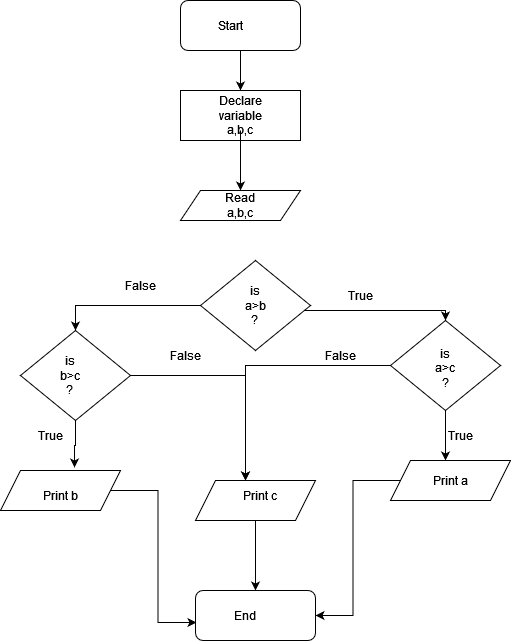 Start
Declare
variable
a,b,c
Read
a,b,c
False
is
a>b
?
True
is
b>c
?
False
False
is
a>c
?
True
True
Print b
Print c
Print a
End